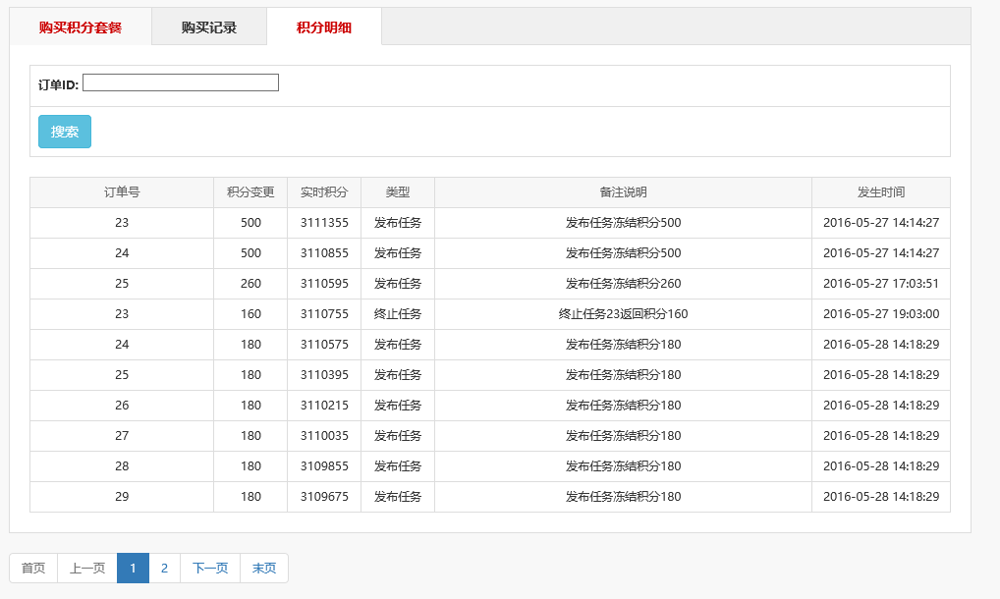 购买积分套餐 购买记录 积分明细
订单ID:
搜索
订单号 积分变更 实时积分 类型 备注说明 发生时间
23 500 3111355 发布任务 发布任务冻结积分500 2016-05-27 14:14:27
24 500 3110855 发布任务 发布任务冻结积分500 2016-05-27 14:14:27
25 260 3110595 发布任务 发布任务冻结积分260 2016-05-27 17:03:51
23 160 3110755 终止任务 终止任务23返回积分160 2016-05-27 19:03:00
24 180 3110575 发布任务 发布任务冻结积分180 2016-05-28 14:18:29
25 180 3110395 发布任务 发布任务冻结积分180 2016-05-28 14:18:29
26 180 3110215 发布任务 发布任务冻结积分180 2016-05-28 14:18:29
27 180 3110035 发布任务 发布任务冻结积分180 2016-05-28 14:18:29
28 180 3109855 发布任务 发布任务冻结积分180 2016-05-28 14:18:29
29 180 3109675 发布任务 发布任务冻结积分180 2016-05-28 14:18:29
首页 上一页 1 2 下一页 末页